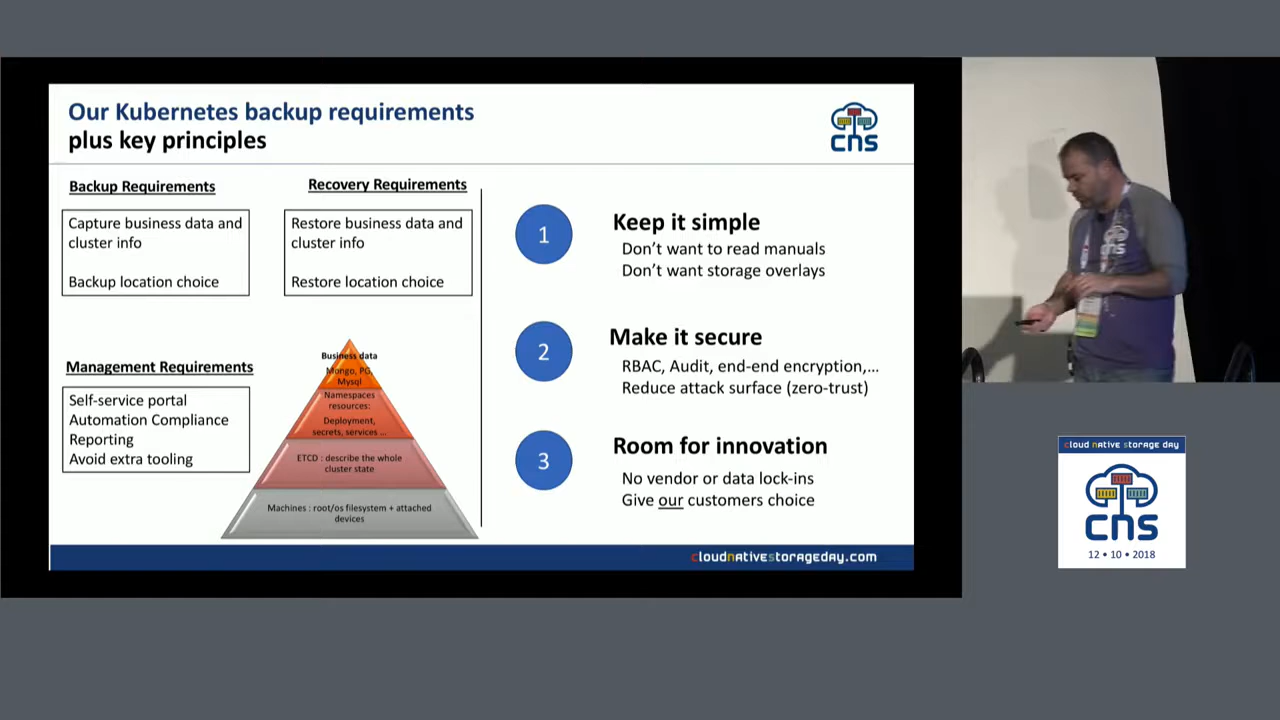 Our Kubernetes backup requirements
plus key principles
cns
Backup Requirements
Capture business data and
cluster info
Backup location choice
Recovery Requirements
Restore business data and
cluster info
Restore location choice
Management Requirements
Self-service portal
Automation Compliance
Reporting
Avoid extra tooling
Business data
Mongo, PG,
Mysql
Namespaces
resources:
Deployment,
secrets, services ...
ETCD : describe the whole
cluster state
Machines : root/os filesystem + attached
devices
1
Keep it simple
Don’t want to read manuals
Don’t want storage overlays
2
Make it secure
RBAC, Audit, end-end encryption,…
Reduce attack surface (zero-trust)
3
Room for innovation
No vendor or data lock-ins
Give our customers choice
cloudnativestorageday.com
cns
cloud native storage day
cns
12 • 10 • 2018